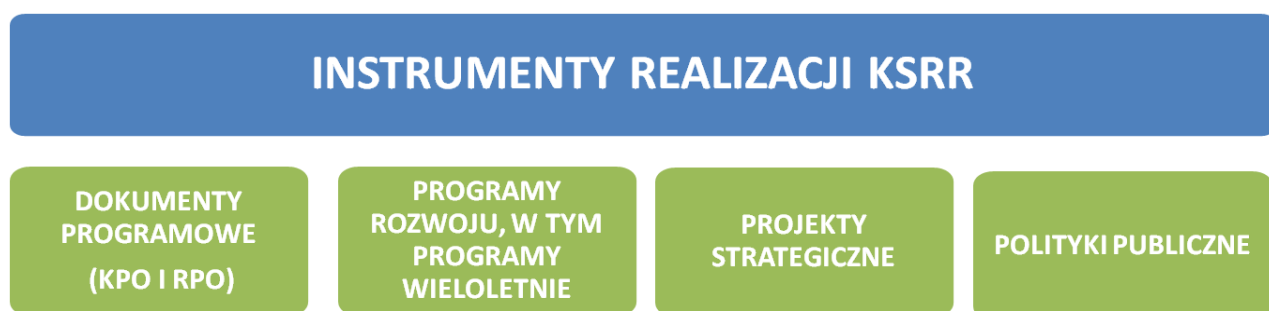 INSTRUMENTY REALIZACJI KSRR
DOKUMENTY
PROGRAMOWE
(KPO I RPO)
PROGRAMY
ROZWOJU, W TYM
PROGRAMY
WIELOLETNIE
PROJEKTY
STRATEGICZNE
POLITYKI PUBLICZNE